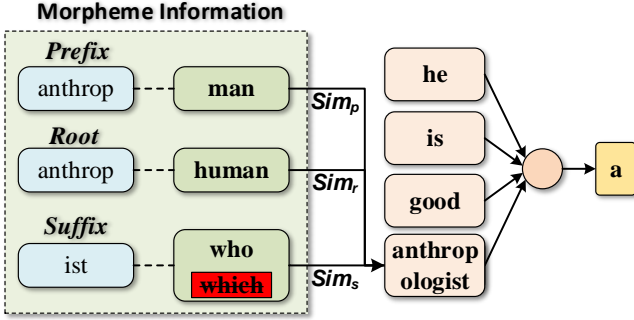 Morpheme Information
Prefix
anthrop
man
Sim_p
Root
anthrop
human
Sim_r
Suffix
ist
who
which
Sim_s
he
is
good
anthrop
ologist
a